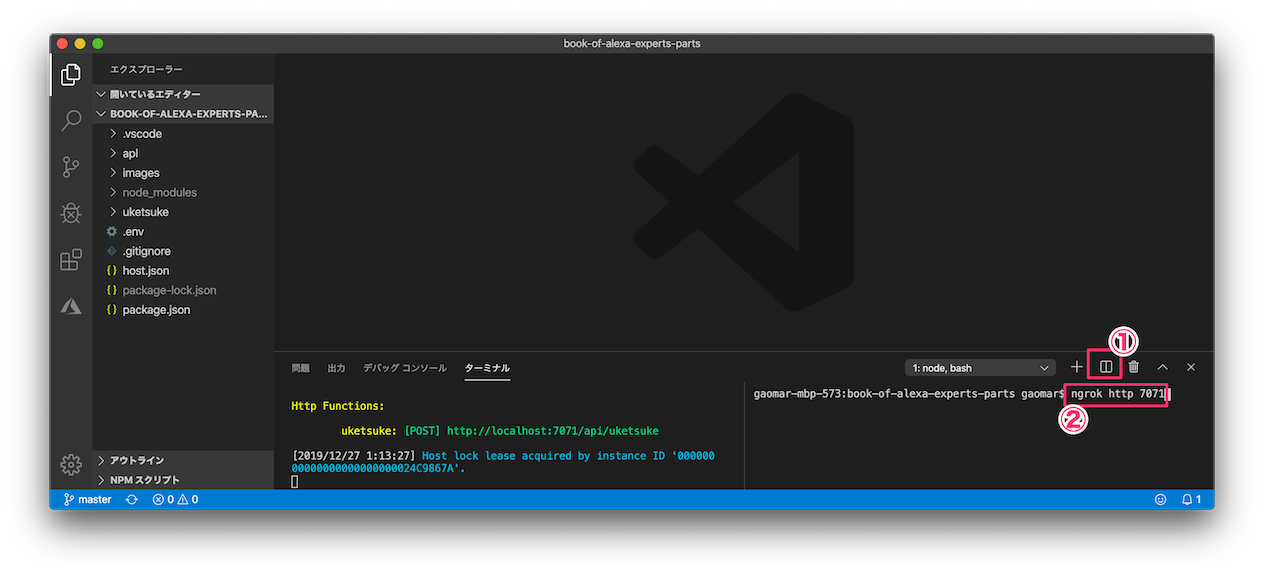 book-of-alexa-experts-parts
エクスプローラー
開いているエディター
BOOK-OF-ALEXA-EXPERTS-PA...
.vscode
apl
images
node_modules
uketsuke
.env
.gitignore
host.json
package-lock.json
package.json
アウトライン
NPM スクリプト
問題 出力 デバッグ コンソール ターミナル
1: node, bash
①
Http Functions:
uketsuke: [POST] http://localhost:7071/api/uketsuke
[2019/12/27 1:13:27] Host lock lease acquired by instance ID '000000
00000000000000000024C9867A'.
gaomar-mbp-573:book-of-alexa-experts-parts gaomar$ ngrok http 7071
②
master 0 0 1